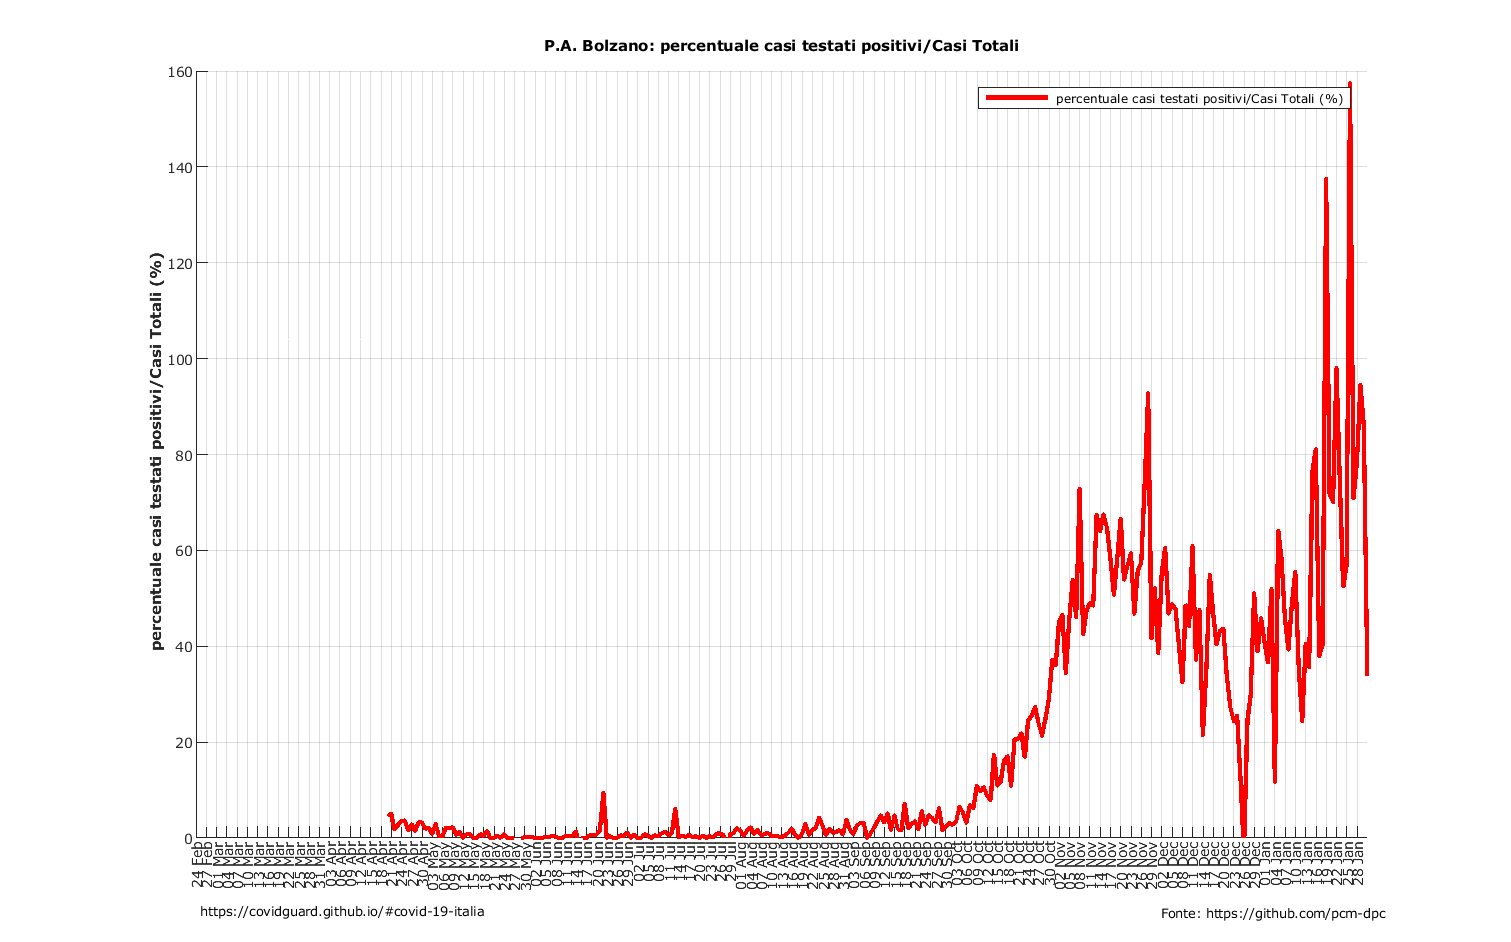 P.A. Bolzano: percentuale casi testati positivi/Casi Totali
percentuale casi testati positivi/Casi Totali (%)
percentuale casi testati positivi/Casi Totali (%)
160
140
120
100
80
60
40
20
0
24 Feb
27 Feb
01 Mar
04 Mar
07 Mar
10 Mar
13 Mar
16 Mar
19 Mar
22 Mar
25 Mar
28 Mar
31 Mar
03 Apr
06 Apr
09 Apr
12 Apr
15 Apr
18 Apr
21 Apr
24 Apr
27 Apr
30 Apr
03 May
06 May
09 May
12 May
15 May
18 May
21 May
24 May
27 May
30 May
02 Jun
05 Jun
08 Jun
11 Jun
14 Jun
17 Jun
20 Jun
23 Jun
26 Jun
29 Jun
02 Jul
05 Jul
08 Jul
11 Jul
14 Jul
17 Jul
20 Jul
23 Jul
26 Jul
29 Jul
01 Aug
04 Aug
07 Aug
10 Aug
13 Aug
16 Aug
19 Aug
22 Aug
25 Aug
28 Aug
31 Aug
03 Sep
06 Sep
09 Sep
12 Sep
15 Sep
18 Sep
21 Sep
24 Sep
27 Sep
30 Sep
03 Oct
06 Oct
09 Oct
12 Oct
15 Oct
18 Oct
21 Oct
24 Oct
27 Oct
30 Oct
02 Nov
05 Nov
08 Nov
11 Nov
14 Nov
17 Nov
20 Nov
23 Nov
26 Nov
29 Nov
02 Dec
05 Dec
08 Dec
11 Dec
14 Dec
17 Dec
20 Dec
23 Dec
26 Dec
29 Dec
01 Jan
04 Jan
07 Jan
10 Jan
13 Jan
16 Jan
19 Jan
22 Jan
25 Jan
28 Jan
https://covidguard.github.io/#covid-19-italia
Fonte: https://github.com/pcm-dpc